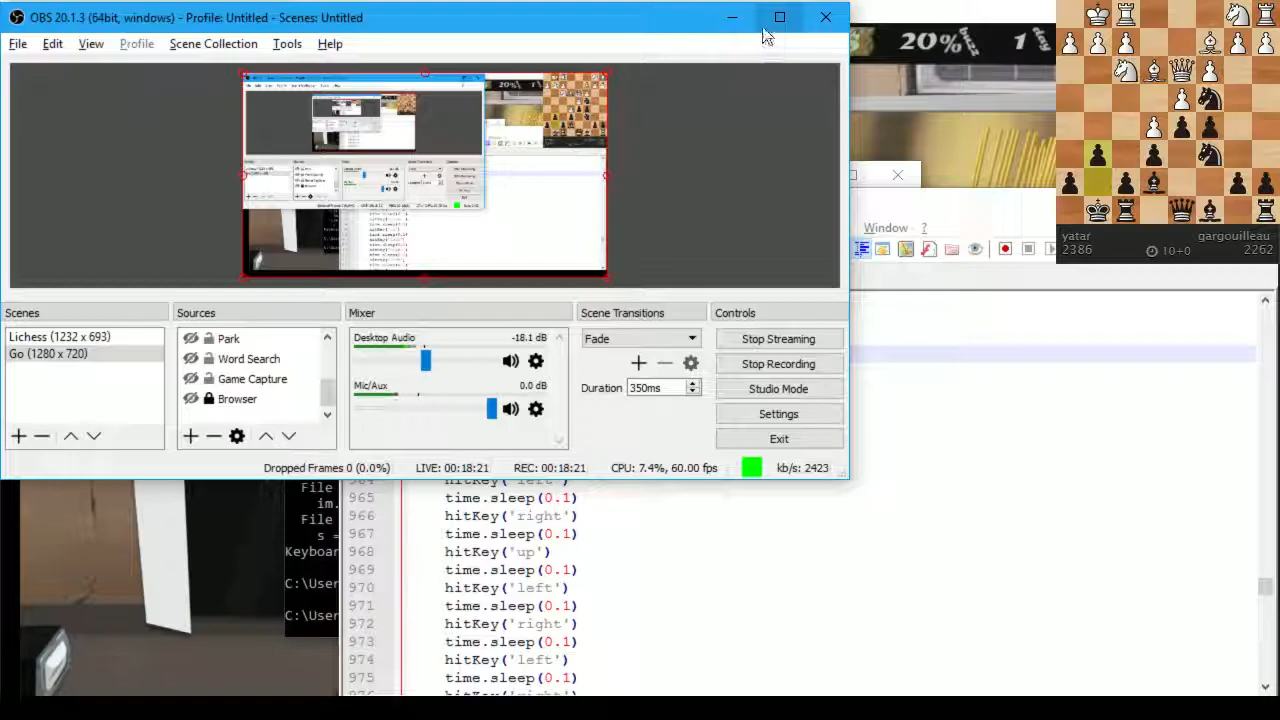 OBS 20.1.3 (64bit, windows) - Profile: Untitled - Scenes: Untitled
File Edit View Profile Scene Collection Tools Help
20% buzz 1 day
Window ?
yatar gargouilleau
2386 10+0 2262
Scenes Sources Mixer Scene Transitions Controls
Lichess (1232 x 693)
Go (1280 x 720)
Park
Word Search
Game Capture
Browser
Desktop Audio -18.1 dB
Mic/Aux 0.0 dB
Fade
Duration 350ms
Stop Streaming
Stop Recording
Studio Mode
Settings
Exit
Dropped Frames 0 (0.0%) LIVE: 00:18:21 REC: 00:18:21 CPU: 7.4%, 60.00 fps kb/s: 2423
File
im.
File
s =
Keyboar
C:\User
C:\User
964 hitKey('left')
965 time.sleep(0.1)
966 hitKey('right')
967 time.sleep(0.1)
968 hitKey('up')
969 time.sleep(0.1)
970 hitKey('left')
971 time.sleep(0.1)
972 hitKey('right')
973 time.sleep(0.1)
974 hitKey('left')
975 time.sleep(0.1)